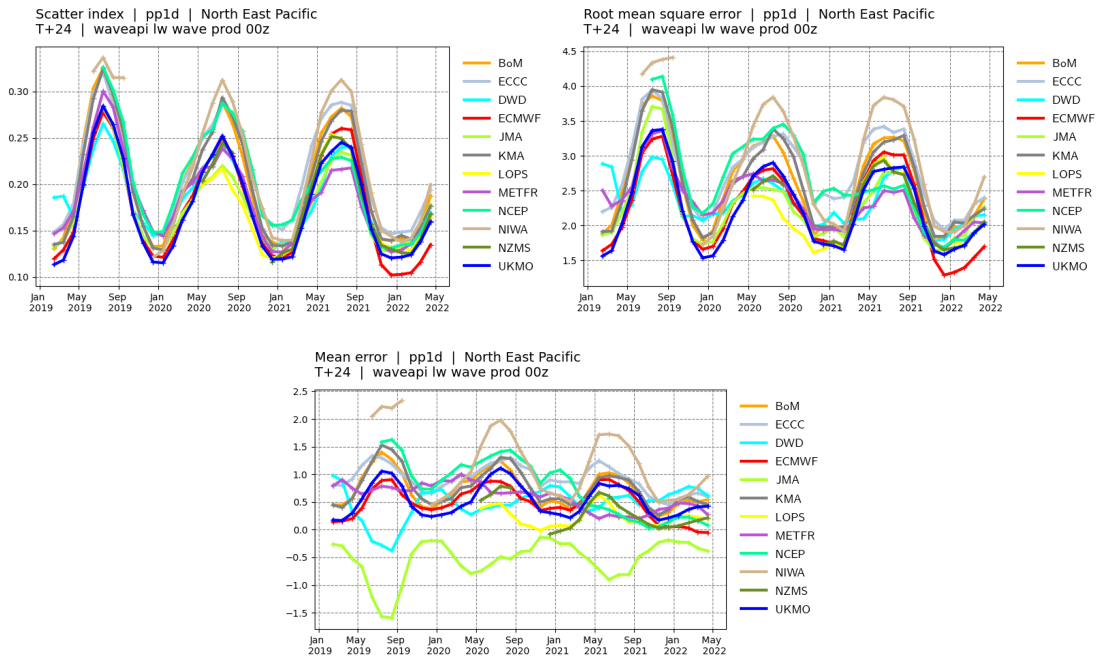 Scatter index | pp1d | North East Pacific
T+24 | waveapi lw wave prod 00z
0.30
0.25
0.20
0.15
0.10
Jan 2019
May 2019
Sep 2019
Jan 2020
May 2020
Sep 2020
Jan 2021
May 2021
Sep 2021
Jan 2022
May 2022
BoM
ECCC
DWD
ECMWF
JMA
KMA
LOPS
METFR
NCEP
NIWA
NZMS
UKMO
Root mean square error | pp1d | North East Pacific
T+24 | waveapi lw wave prod 00z
4.5
4.0
3.5
3.0
2.5
2.0
1.5
Jan 2019
May 2019
Sep 2019
Jan 2020
May 2020
Sep 2020
Jan 2021
May 2021
Sep 2021
Jan 2022
May 2022
BoM
ECCC
DWD
ECMWF
JMA
KMA
LOPS
METFR
NCEP
NIWA
NZMS
UKMO
Mean error | pp1d | North East Pacific
T+24 | waveapi lw wave prod 00z
2.5
2.0
1.5
1.0
0.5
0.0
−0.5
−1.0
−1.5
Jan 2019
May 2019
Sep 2019
Jan 2020
May 2020
Sep 2020
Jan 2021
May 2021
Sep 2021
Jan 2022
May 2022
BoM
ECCC
DWD
ECMWF
JMA
KMA
LOPS
METFR
NCEP
NIWA
NZMS
UKMO